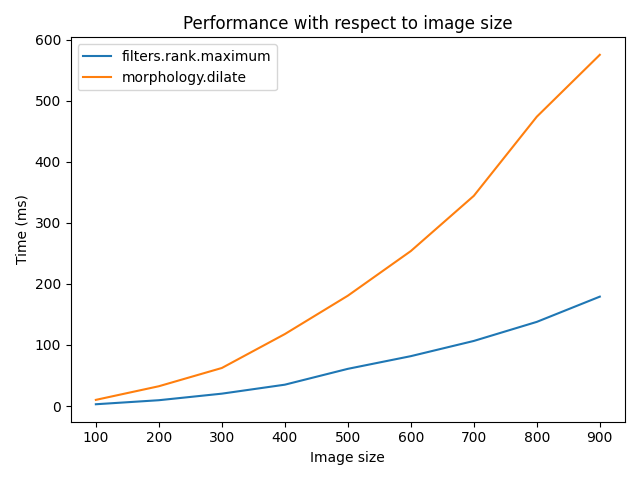 Performance with respect to image size
filters.rank.maximum
morphology.dilate
Time (ms)
600
500
400
300
200
100
0
100 200 300 400 500 600 700 800 900
Image size